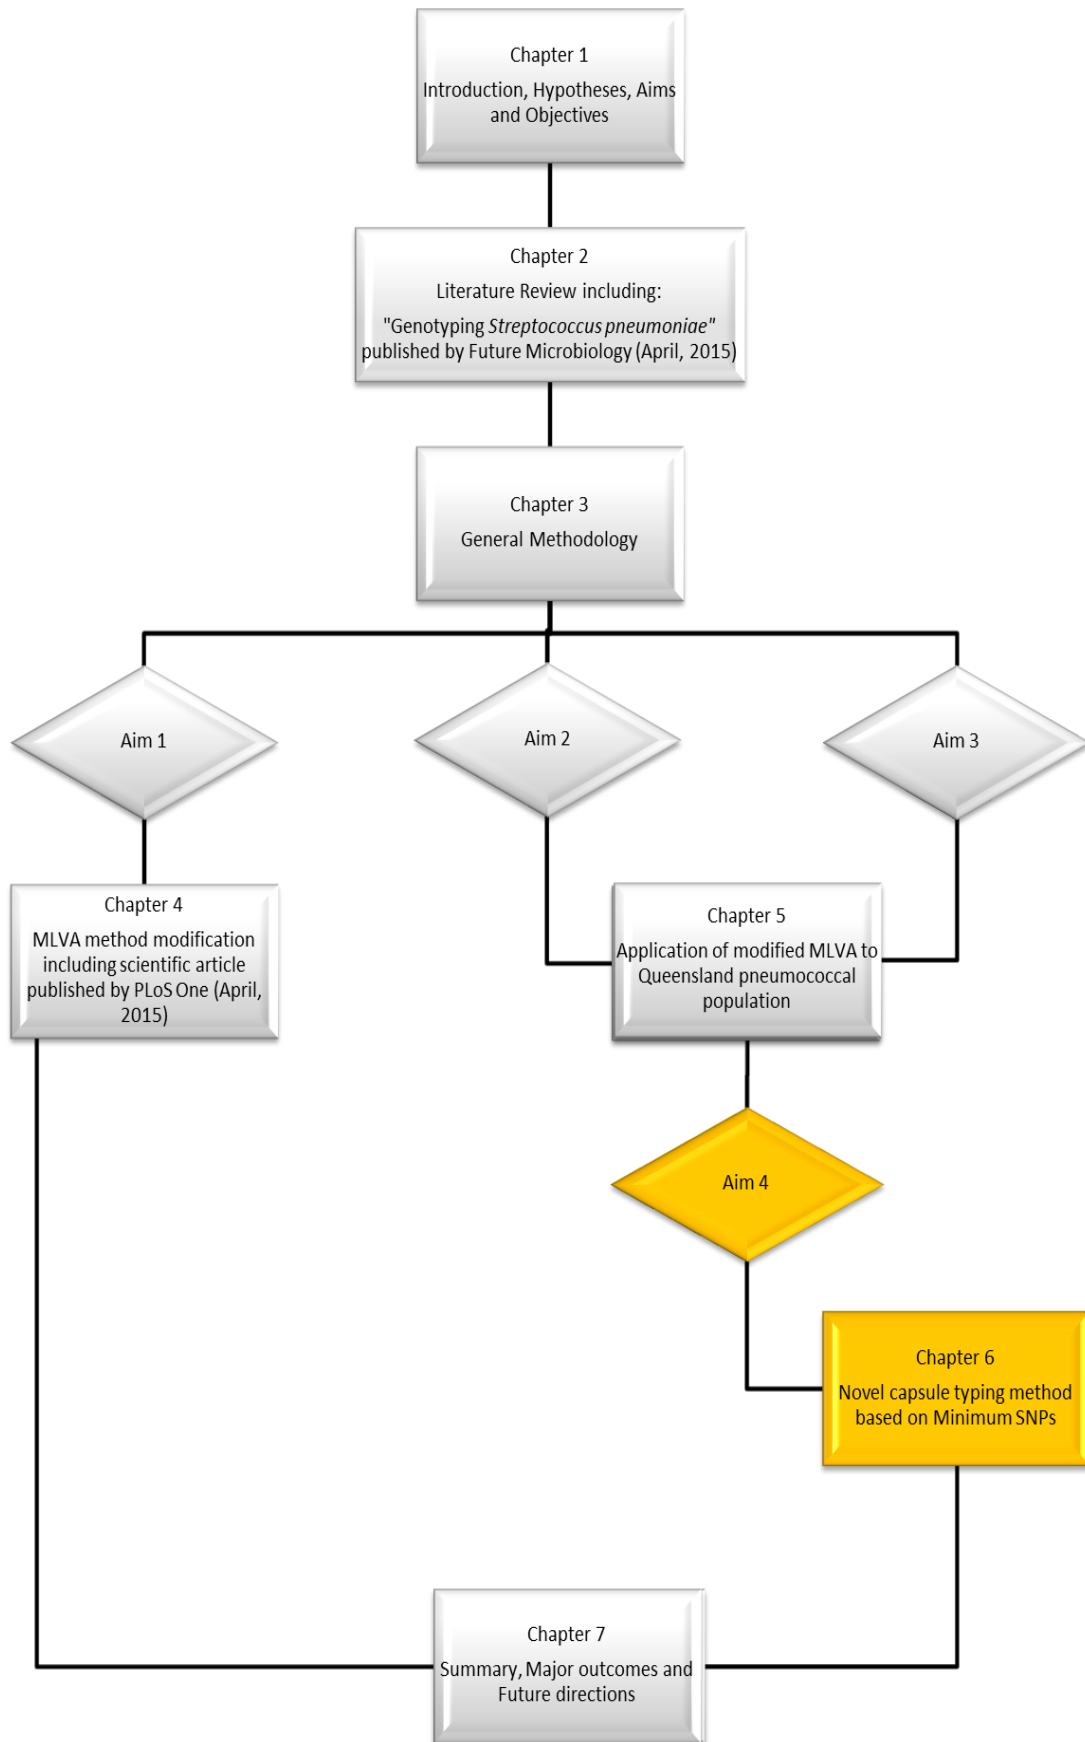 Chapter 1
Introduction, Hypotheses, Aims
and Objectives
Chapter 2
Literature Review including:
"Genotyping Streptococcus pneumoniae"
published by Future Microbiology (April, 2015)
Chapter 3
General Methodology
Aim 1
Aim 2
Aim 3
Chapter 4
MLVA method modification
including scientific article
published by PLoS One (April,
2015)
Chapter 5
Application of modified MLVA to
Queensland pneumococcal
population
Aim 4
Chapter 6
Novel capsule typing method
based on Minimum SNPs
Chapter 7
Summary, Major outcomes and
Future directions